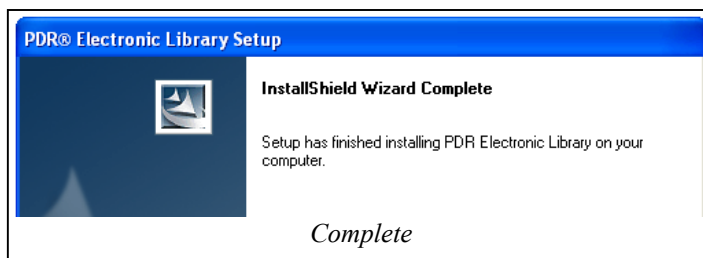 PDR® Electronic Library Setup
InstallShield Wizard Complete
Setup has finished installing PDR Electronic Library on your
computer.
Complete